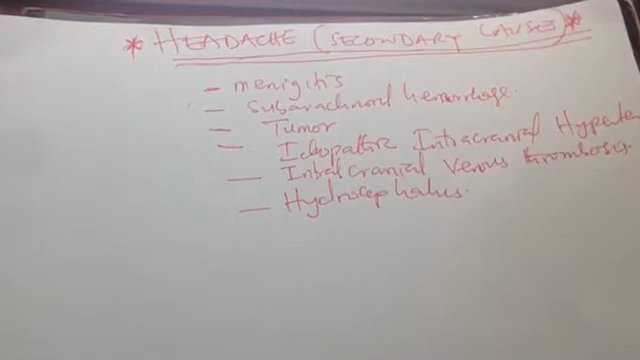 * HEADACHE (SECONDARY CAUSES) *
- menigitis
- Subarachnoid hemorrhage.
- Tumor
- Idiopathic Intracranial Hyperten
- Intracranial Venous thrombosis.
- Hydrocephalus.